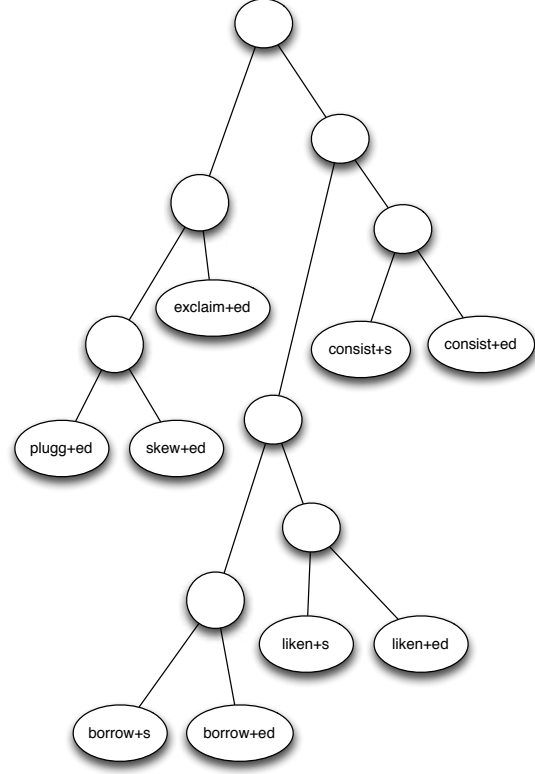 exclaim+ed
consist+s
consist+ed
plugg+ed
skew+ed
liken+s
liken+ed
borrow+s
borrow+ed